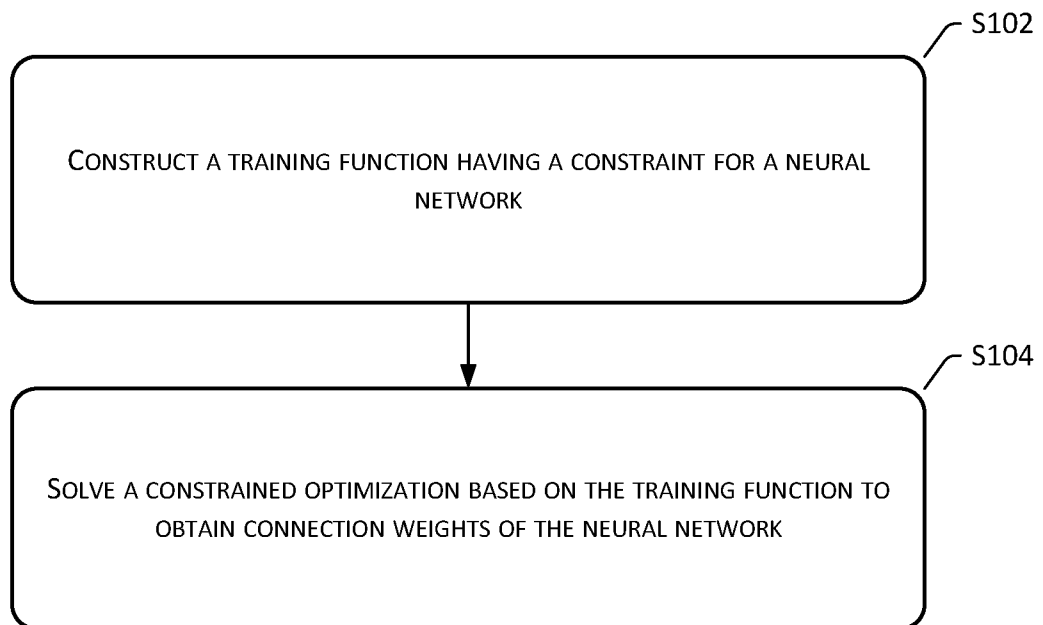 S102
CONSTRUCT A TRAINING FUNCTION HAVING A CONSTRAINT FOR A NEURAL
NETWORK
S104
SOLVE A CONSTRAINED OPTIMIZATION BASED ON THE TRAINING FUNCTION TO
OBTAIN CONNECTION WEIGHTS OF THE NEURAL NETWORK